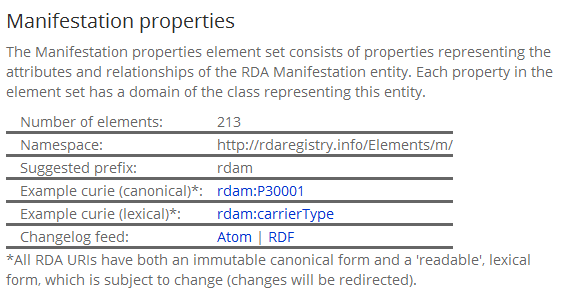 Manifestation properties
The Manifestation properties element set consists of properties representing the
attributes and relationships of the RDA Manifestation entity. Each property in the
element set has a domain of the class representing this entity.
Number of elements: 213
Namespace: http://rdaregistry.info/Elements/m/
Suggested prefix: rdam
Example curie (canonical)*: rdam:P30001
Example curie (lexical)*: rdam:carrierType
Changelog feed: Atom | RDF
*All RDA URIs have both an immutable canonical form and a 'readable', lexical
form, which is subject to change (changes will be redirected).